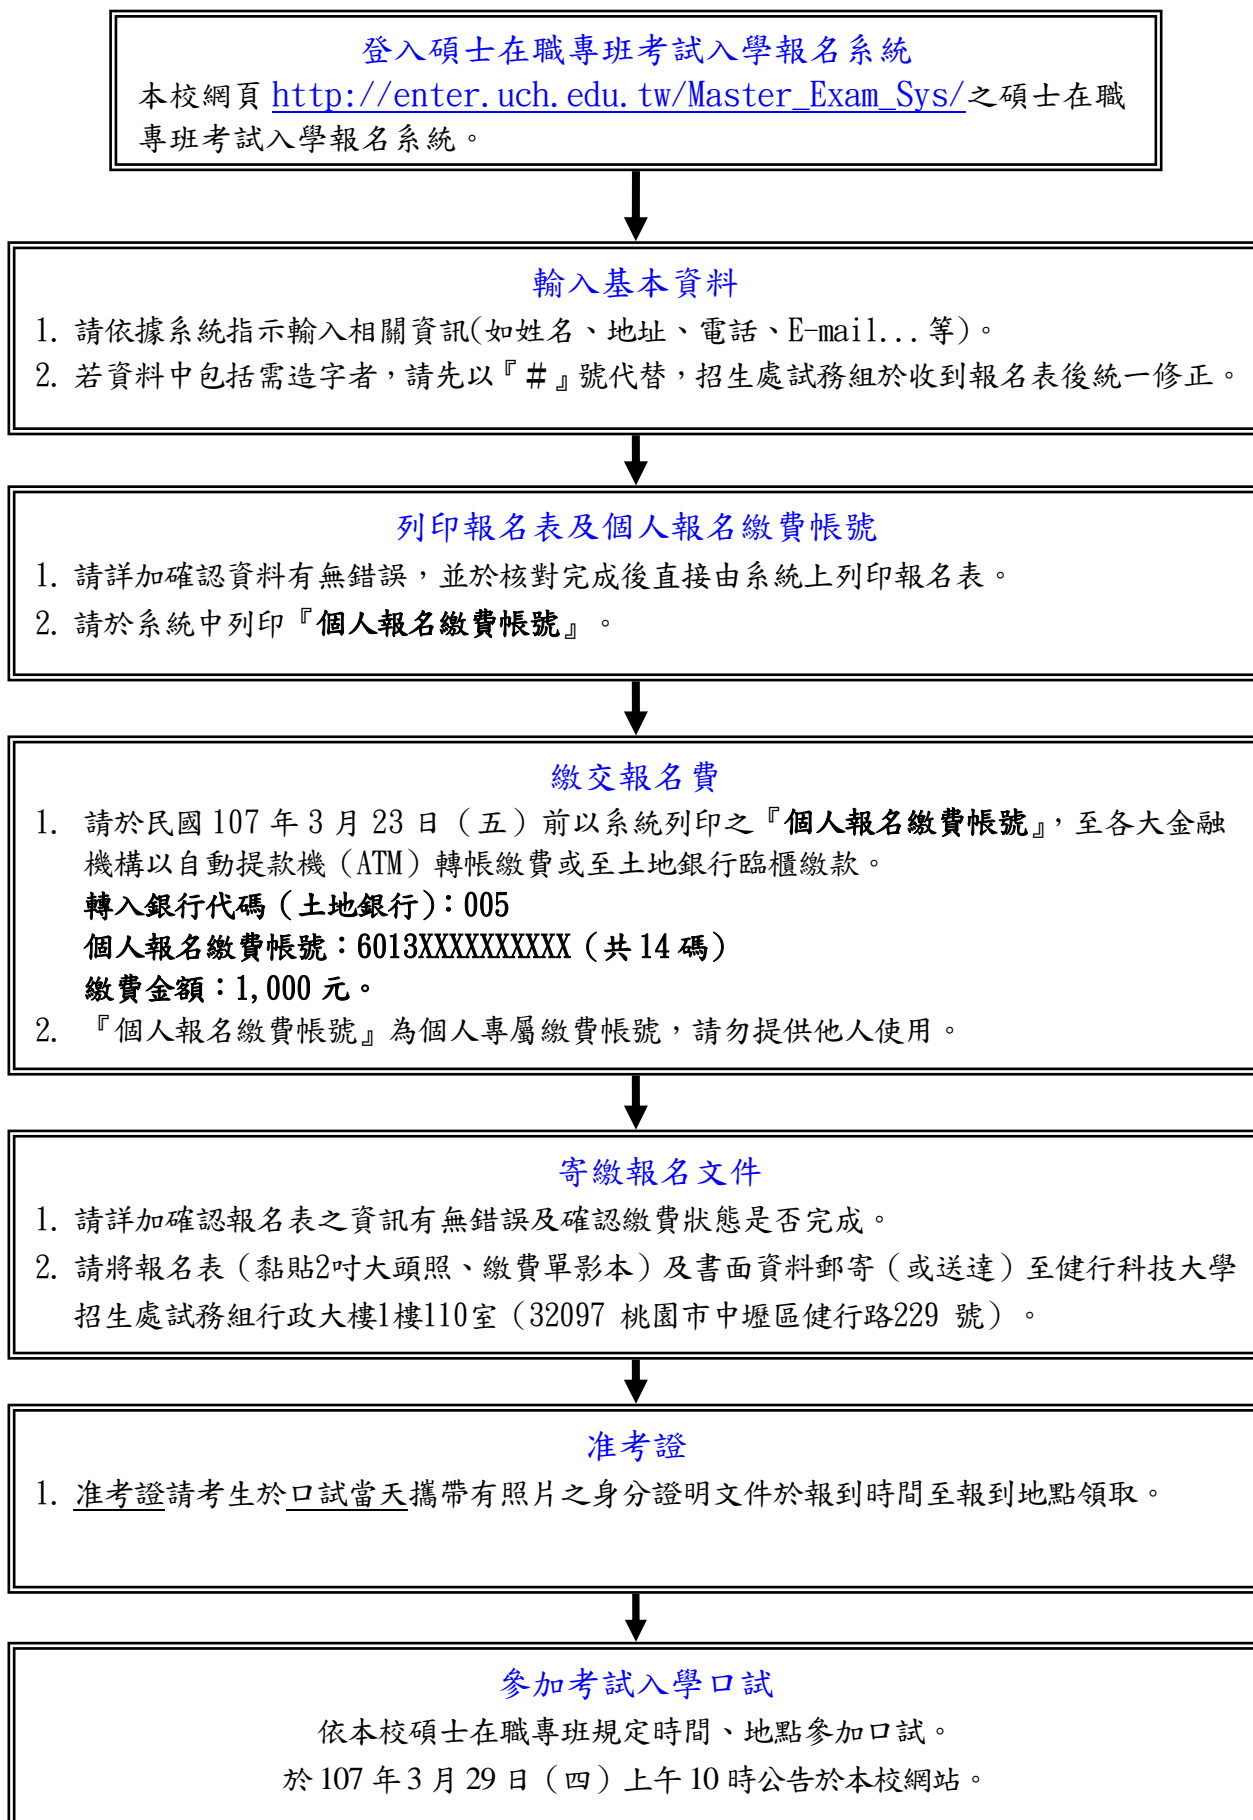 登入碩士在職專班考試入學報名系統
本校網頁 http://enter.uch.edu.tw/Master_Exam_Sys/之碩士在職
專班考試入學報名系統。
輸入基本資料
1. 請依據系統指示輸入相關資訊(如姓名、地址、電話、E-mail...等)。
2. 若資料中包括需造字者，請先以『＃』號代替，招生處試務組於收到報名表後統一修正。
列印報名表及個人報名繳費帳號
1. 請詳加確認資料有無錯誤，並於核對完成後直接由系統上列印報名表。
2. 請於系統中列印『個人報名繳費帳號』。
繳交報名費
1. 請於民國 107 年 3 月 23 日（五）前以系統列印之『個人報名繳費帳號』，至各大金融
機構以自動提款機（ATM）轉帳繳費或至土地銀行臨櫃繳款。
轉入銀行代碼（土地銀行）：005
個人報名繳費帳號：6013XXXXXXXXXX（共 14 碼）
繳費金額：1,000 元。
2. 『個人報名繳費帳號』為個人專屬繳費帳號，請勿提供他人使用。
寄繳報名文件
1. 請詳加確認報名表之資訊有無錯誤及確認繳費狀態是否完成。
2. 請將報名表（黏貼2吋大頭照、繳費單影本）及書面資料郵寄（或送達）至健行科技大學
招生處試務組行政大樓1樓110室（32097 桃園市中壢區健行路229 號）。
准考證
1. 准考證請考生於口試當天攜帶有照片之身分證明文件於報到時間至報到地點領取。
參加考試入學口試
依本校碩士在職專班規定時間、地點參加口試。
於 107 年 3 月 29 日（四）上午 10 時公告於本校網站。